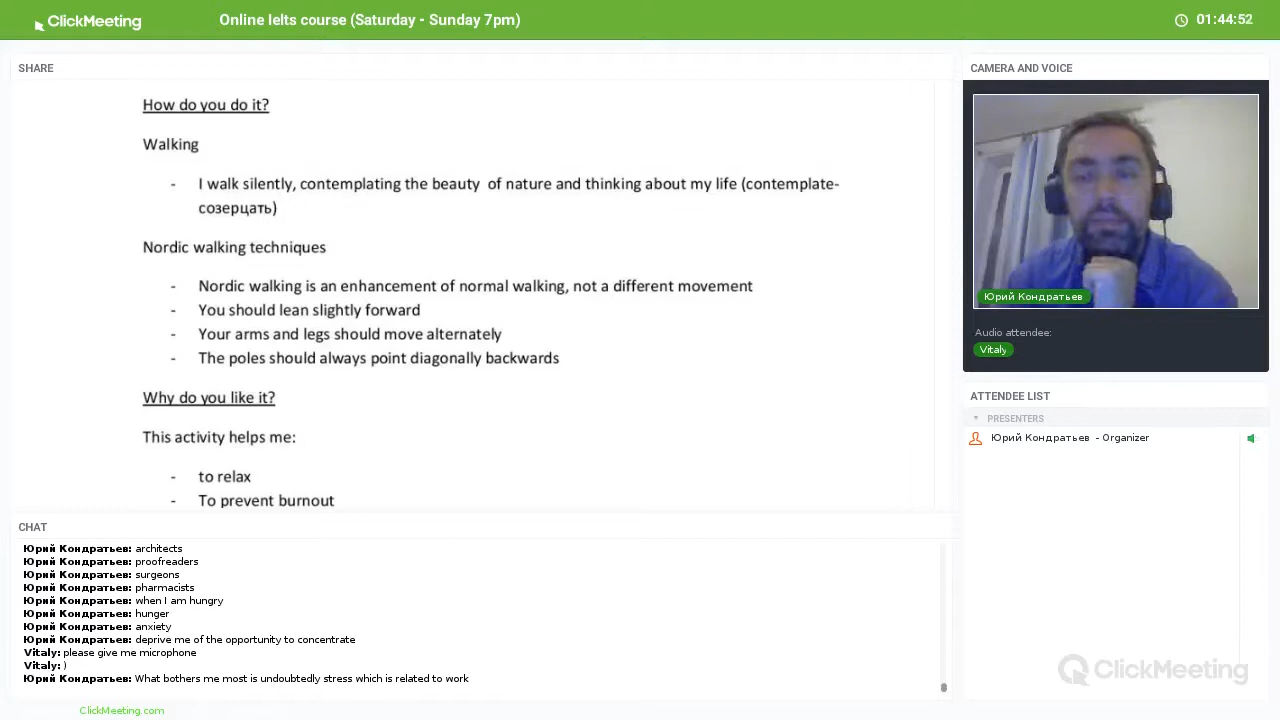 ClickMeeting
Online Ielts course (Saturday - Sunday 7pm)
01:44:52
SHARE
How do you do it?
Walking
- I walk silently, contemplating the beauty of nature and thinking about my life (contemplate-
созерцать)
Nordic walking techniques
- Nordic walking is an enhancement of normal walking, not a different movement
- You should lean slightly forward
- Your arms and legs should move alternately
- The poles should always point diagonally backwards
Why do you like it?
This activity helps me:
- to relax
- To prevent burnout
CHAT
Юрий Кондратьев: architects
Юрий Кондратьев: proofreaders
Юрий Кондратьев: surgeons
Юрий Кондратьев: pharmacists
Юрий Кондратьев: when I am hungry
Юрий Кондратьев: hunger
Юрий Кондратьев: anxiety
Юрий Кондратьев: deprive me of the opportunity to concentrate
Vitaly: please give me microphone
Vitaly: )
Юрий Кондратьев: What bothers me most is undoubtedly stress which is related to work
ClickMeeting.com
CAMERA AND VOICE
Юрий Кондратьев
Audio attendee:
Vitaly
ATTENDEE LIST
PRESENTERS
Юрий Кондратьев - Organizer
ClickMeeting